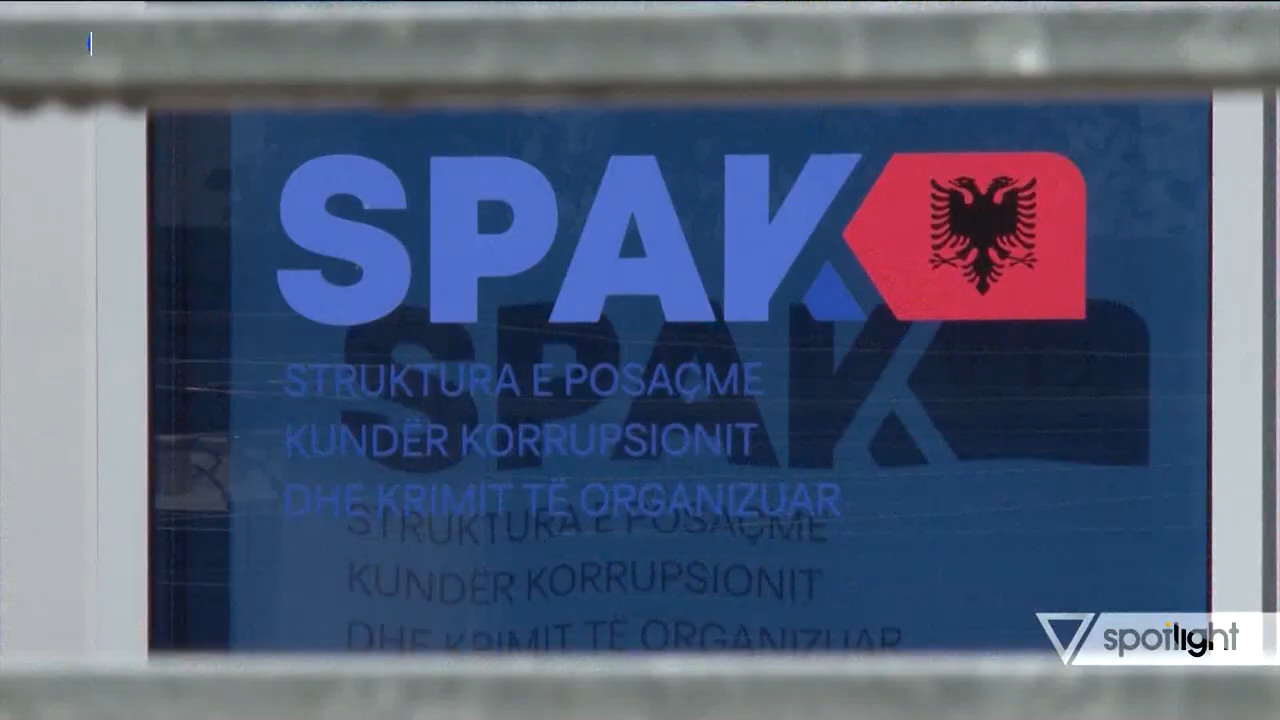 SPAK
STRUKTURA E POSAÇME
KUNDËR KORRUPSIONIT
DHE KRIMIT TË ORGANIZUAR
SPAK
STRUKTURA E POSAÇME
KUNDËR KORRUPSIONIT
DHE KRIMIT TË ORGANIZUAR
spotlight